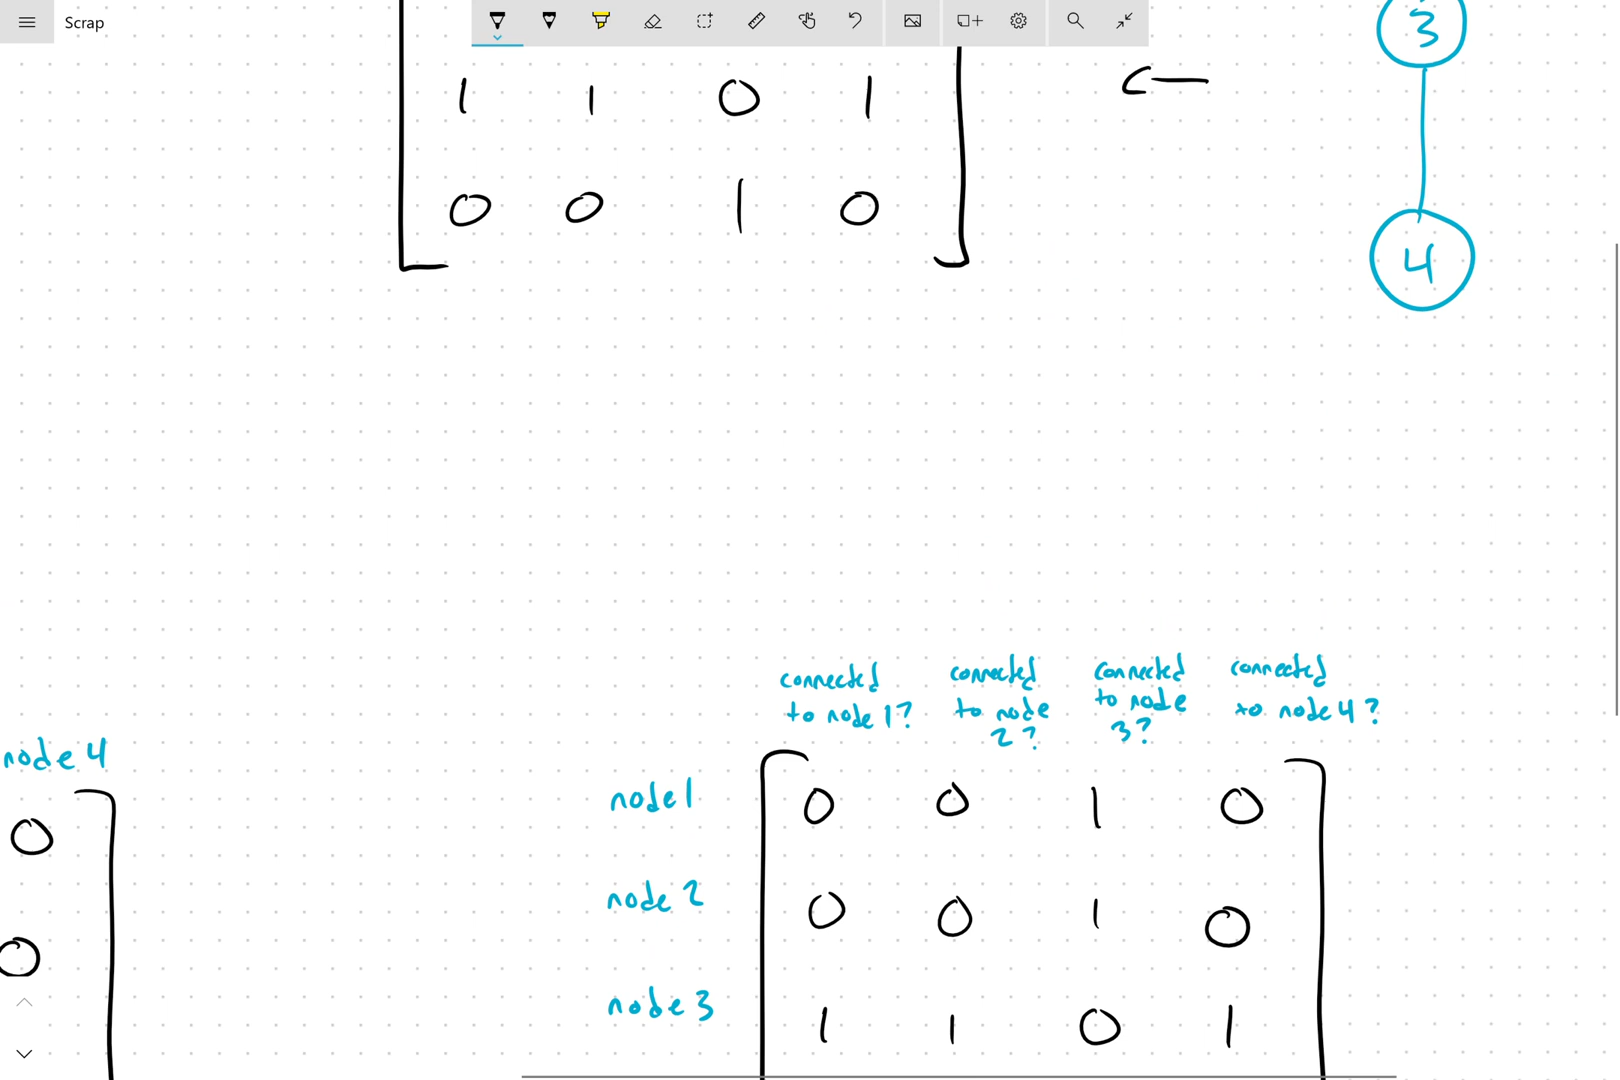 Scrap
3
1 1 0 1
0 0 1 0
4
connected connected connected connected
to node 1? to node to node to node 4?
2? 3?
node 4
node 1 0 0 1 0
0
node 2 0 0 1 0
0
node 3 1 1 0 1